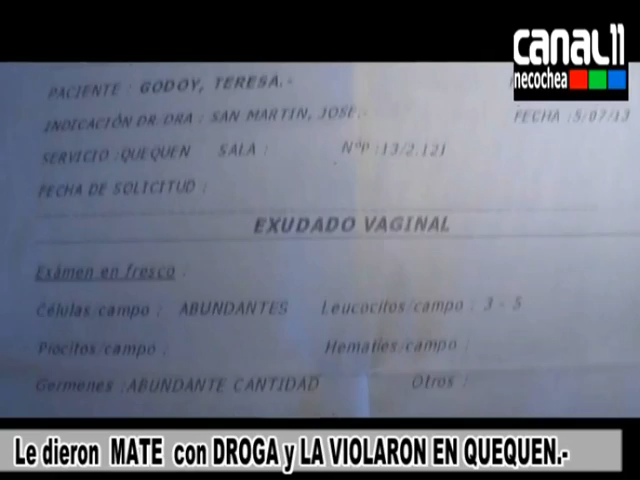 canal 11
necochea
PACIENTE : GODOY, TERESA.-
INDICACIÓN DR DRA : SAN MARTIN, JOSE.-
FECHA : 5/07/13
SERVICIO :QUEQUEN SALA : NºP :13/2.121
FECHA DE SOLICITUD :
EXUDADO VAGINAL
Exámen en fresco .
Células/campo : ABUNDANTES Leucocitos/campo : 3 - 5
Piocitos/campo : Hematíes/campo :
Germenes :ABUNDANTE CANTIDAD Otros :
Le dieron MATE con DROGA y LA VIOLARON EN QUEQUEN.-